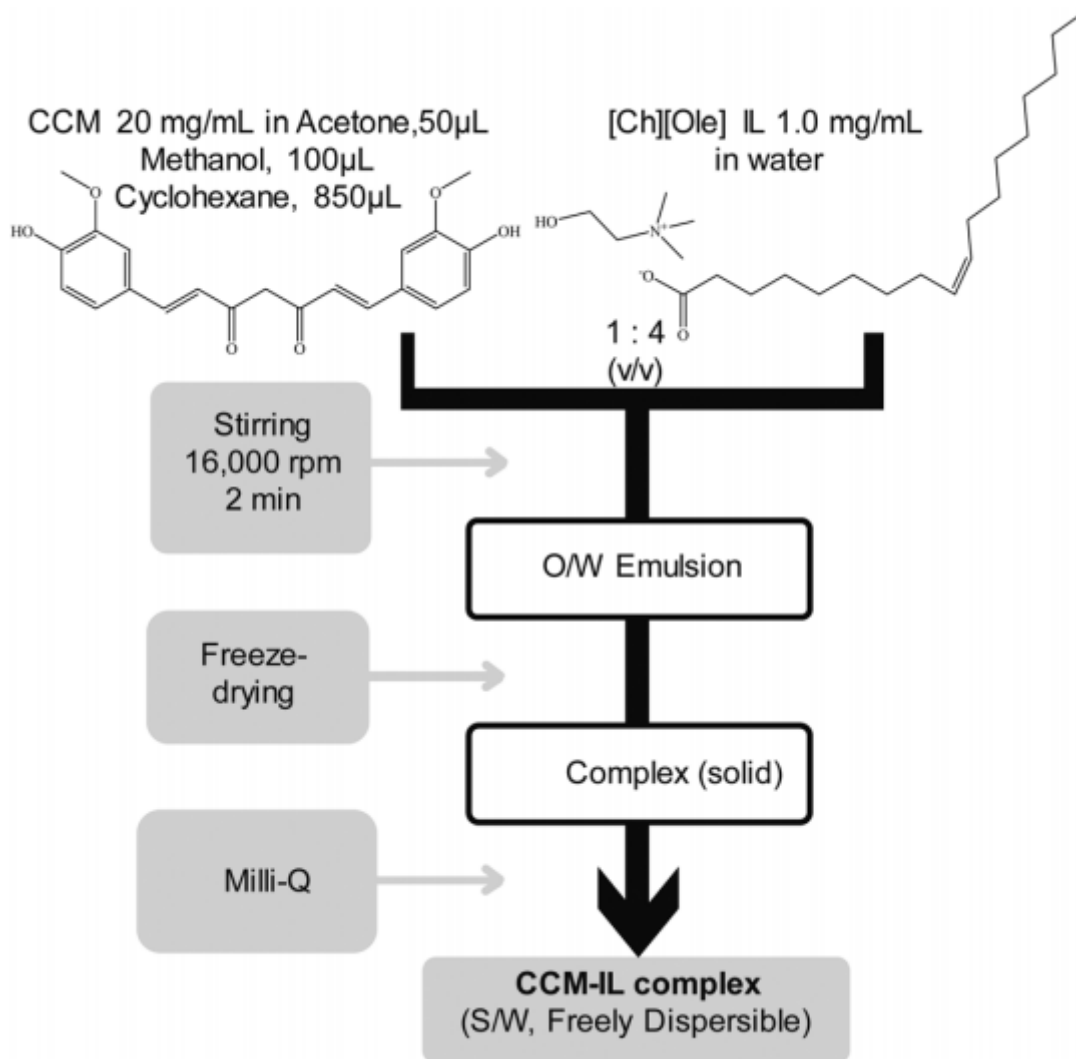 CCM 20 mg/mL in Acetone,50µL
Methanol, 100µL
Cyclohexane, 850µL
HO
O
O
OH
O
O
[Ch][Ole] IL 1.0 mg/mL
in water
HO
N+
-O
O
1 : 4
(v/v)
Stirring
16,000 rpm
2 min
O/W Emulsion
Freeze-
drying
Complex (solid)
Milli-Q
CCM-IL complex
(S/W, Freely Dispersible)